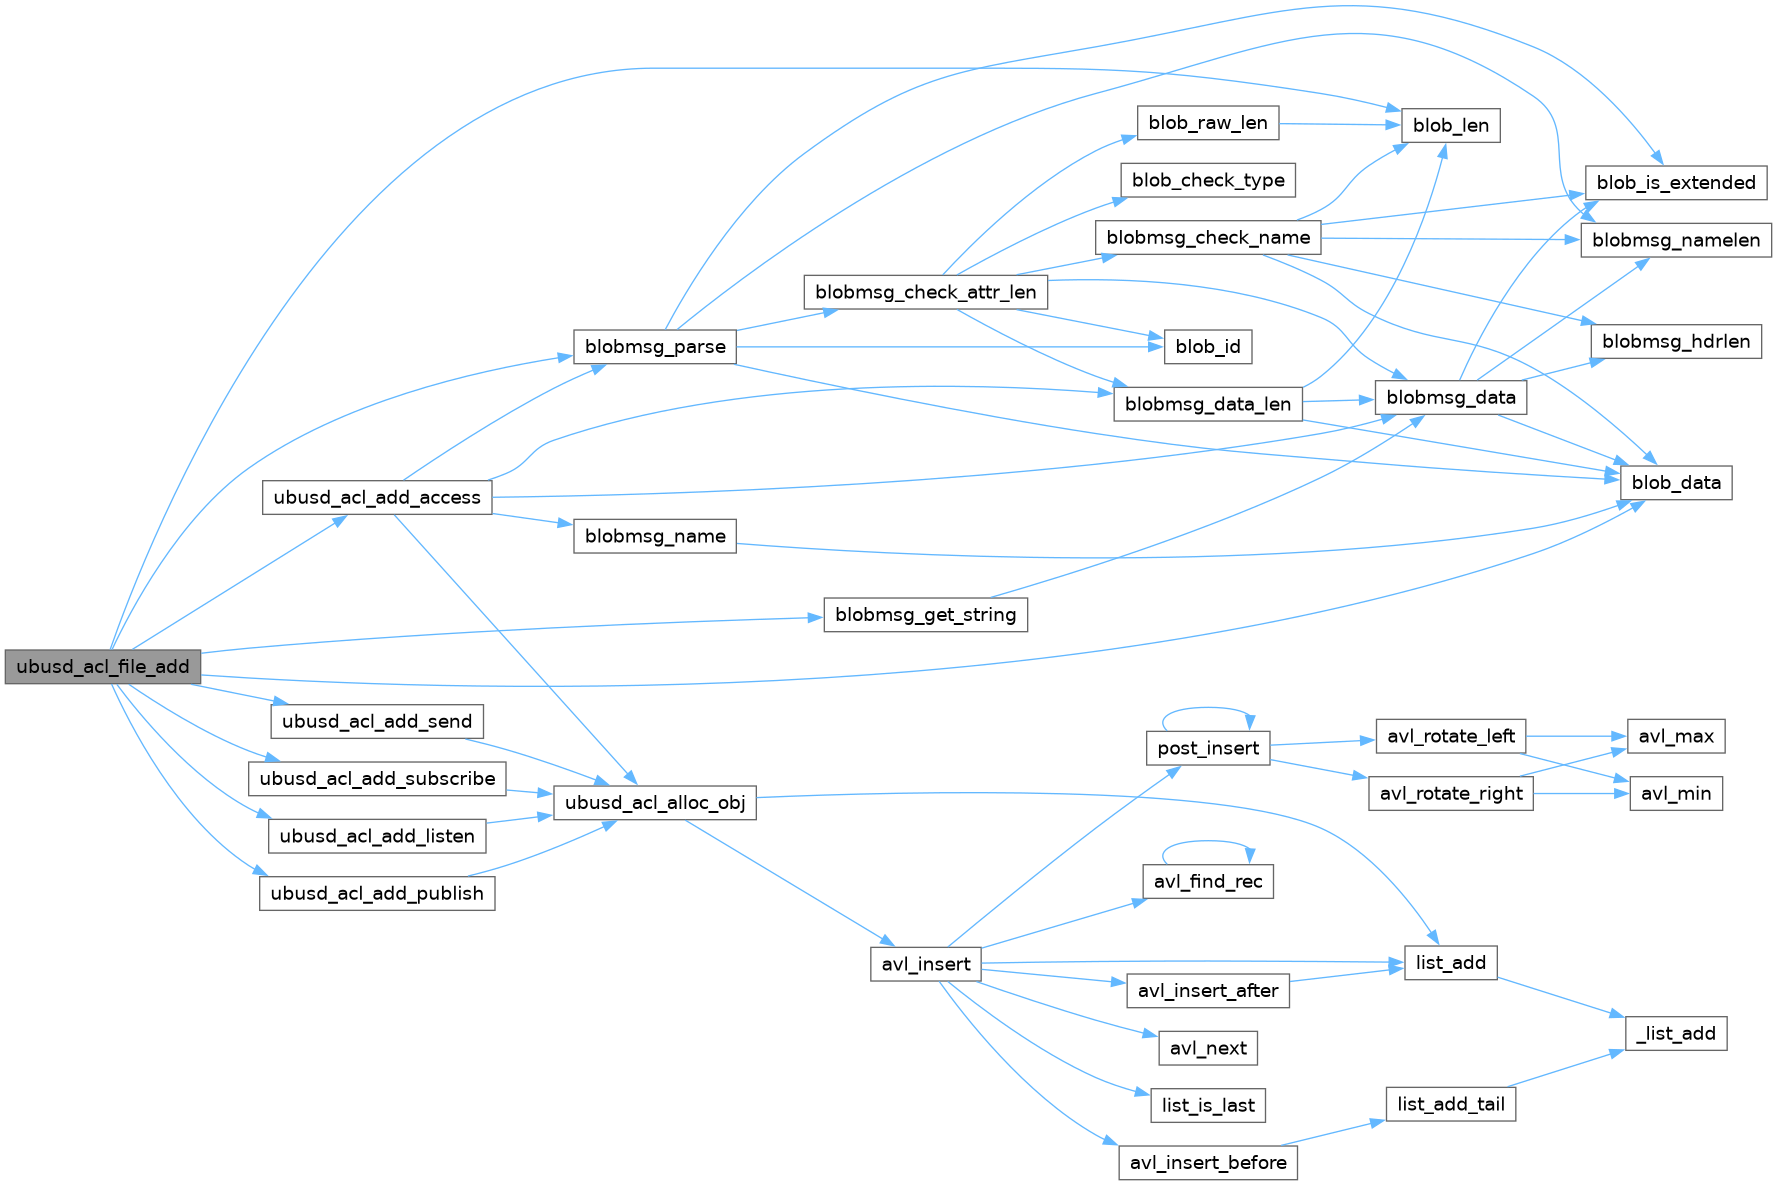 blob_raw_len
blob_len
blob_check_type
blob_is_extended
blobmsg_check_name
blobmsg_namelen
blobmsg_check_attr_len
blobmsg_parse
blob_id
blobmsg_hdrlen
blobmsg_data_len
blobmsg_data
ubusd_acl_add_access
blob_data
blobmsg_name
blobmsg_get_string
ubusd_acl_file_add
ubusd_acl_add_send
ubusd_acl_add_subscribe
ubusd_acl_alloc_obj
ubusd_acl_add_listen
ubusd_acl_add_publish
post_insert
avl_rotate_left
avl_max
avl_rotate_right
avl_min
avl_find_rec
avl_insert
list_add
avl_insert_after
avl_next
_list_add
list_is_last
list_add_tail
avl_insert_before